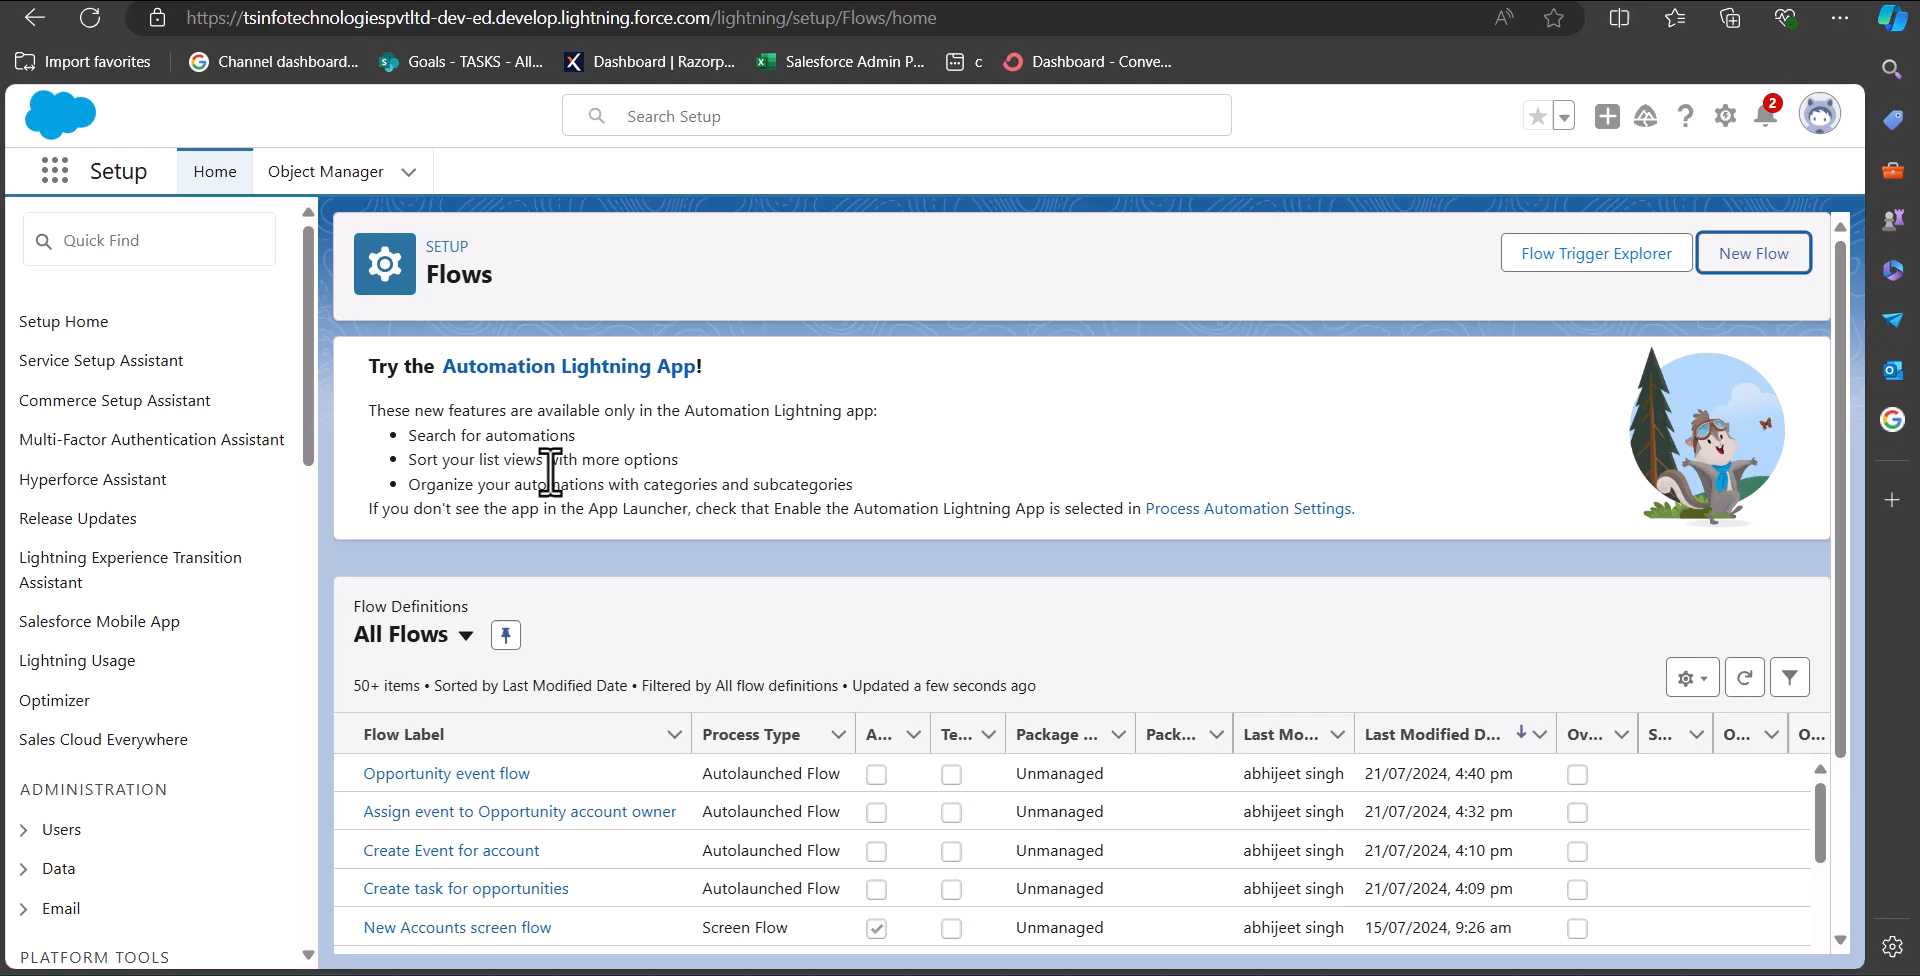 https://tsinfotechnologiespvtltd-dev-ed.develop.lightning.force.com/lightning/setup/Flows/home
Import favorites
Channel dashboard...
Goals - TASKS - All...
Dashboard | Razorp...
Salesforce Admin P...
c
Dashboard - Conve...
Search Setup
2
Setup
Home
Object Manager
Quick Find
Setup Home
Service Setup Assistant
Commerce Setup Assistant
Multi-Factor Authentication Assistant
Hyperforce Assistant
Release Updates
Lightning Experience Transition
Assistant
Salesforce Mobile App
Lightning Usage
Optimizer
Sales Cloud Everywhere
ADMINISTRATION
Users
Data
Email
PLATFORM TOOLS
SETUP
Flows
Flow Trigger Explorer
New Flow
Try the Automation Lightning App!
These new features are available only in the Automation Lightning app:
• Search for automations
• Sort your list views with more options
• Organize your automations with categories and subcategories
If you don't see the app in the App Launcher, check that Enable the Automation Lightning App is selected in Process Automation Settings.
Flow Definitions
All Flows
50+ items • Sorted by Last Modified Date • Filtered by All flow definitions • Updated a few seconds ago
Flow Label Process Type A... Te... Package ... Pack... Last Mo... Last Modified D... Ov... S... O... O...
Opportunity event flow Autolaunched Flow Unmanaged abhijeet singh 21/07/2024, 4:40 pm
Assign event to Opportunity account owner Autolaunched Flow Unmanaged abhijeet singh 21/07/2024, 4:32 pm
Create Event for account Autolaunched Flow Unmanaged abhijeet singh 21/07/2024, 4:10 pm
Create task for opportunities Autolaunched Flow Unmanaged abhijeet singh 21/07/2024, 4:09 pm
New Accounts screen flow Screen Flow Unmanaged abhijeet singh 15/07/2024, 9:26 am